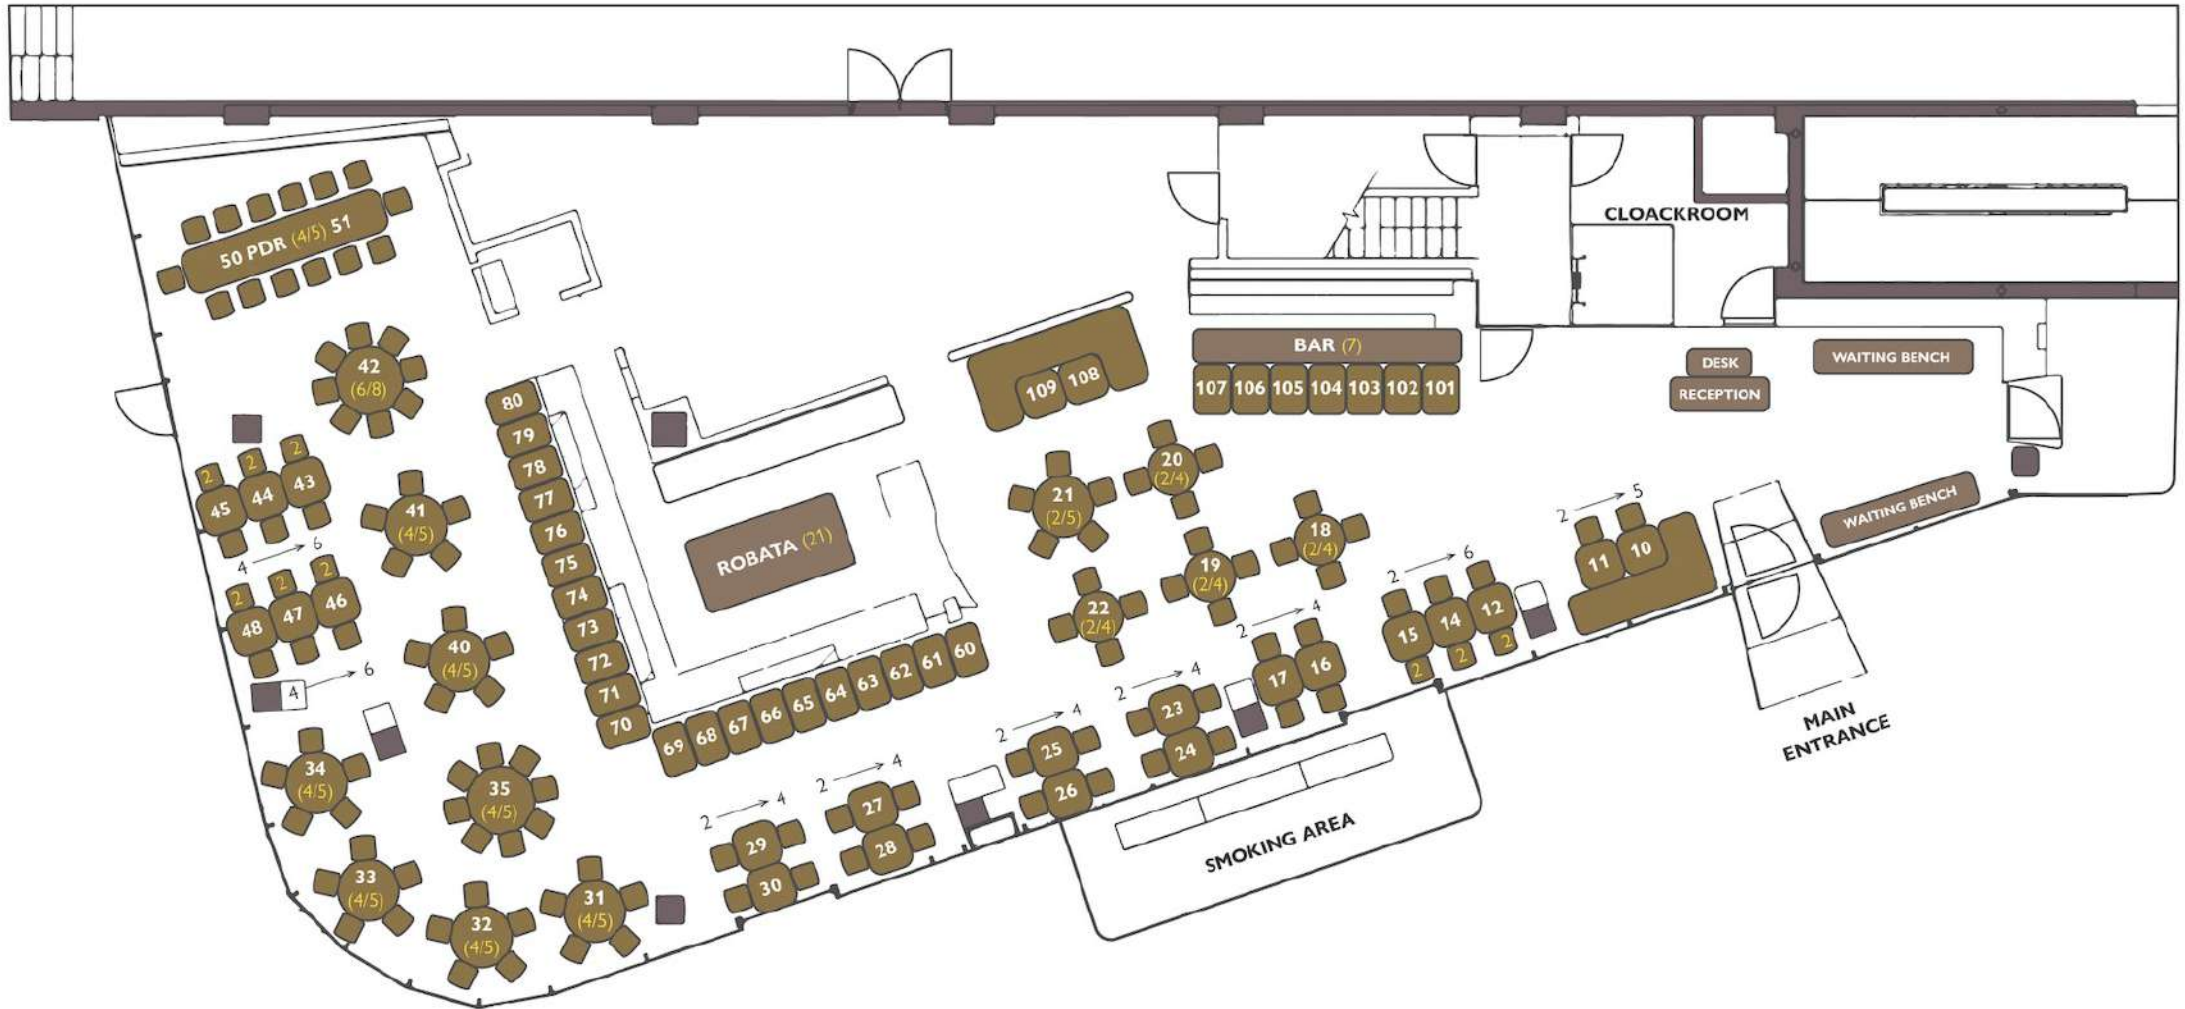 CLOACKROOM
50 PDR (4/5) 51
BAR (7)
107 106 105 104 103 102 101
DESK
RECEPTION
WAITING BENCH
109 108
42
(6/8)
80
79
78
77
76
75
74
73
72
71
70
2 2 2
45 44 43
4 → 6
41
(4/5)
2 2 2
48 47 46
4 → 6
40
(4/5)
ROBATA (21)
69 68 67 66 65 64 63 62 61 60
21
(2/5)
20
(2/4)
19
(2/4)
18
(2/4)
22
(2/4)
2 → 5
11 10
WAITING BENCH
2 → 6
15 14 12
2 2 2
2 → 4
17 16
2 → 4
23
24
2 → 4
25
26
2 → 4
27
28
2 → 4
29
30
34
(4/5)
35
(4/5)
33
(4/5)
32
(4/5)
31
(4/5)
SMOKING AREA
MAIN
ENTRANCE